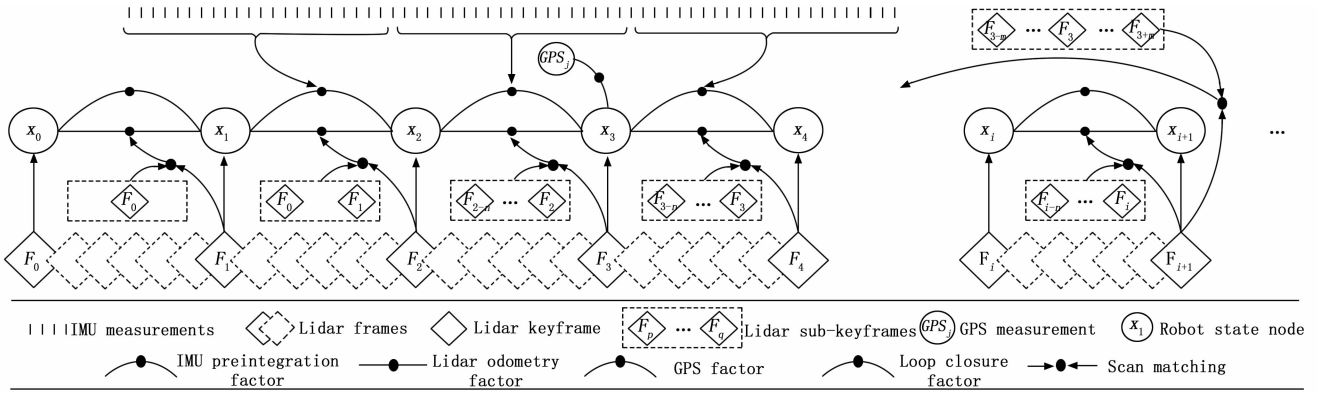 F3-m ... F3 ... F3+m
GPSj
x0 x1 x2 x3 x4 xi xi+1 ...
F0 F0 F1 F2-n ... F2 F3-n ... F3 Fi-n ... Fi
F0 F1 F2 F3 F4 Fi Fi+1
IMU measurements Lidar frames Lidar keyframe Fp ... Fq Lidar sub-keyframes GPSj GPS measurement x1 Robot state node
IMU preintegration factor Lidar odometry factor GPS factor Loop closure factor Scan matching